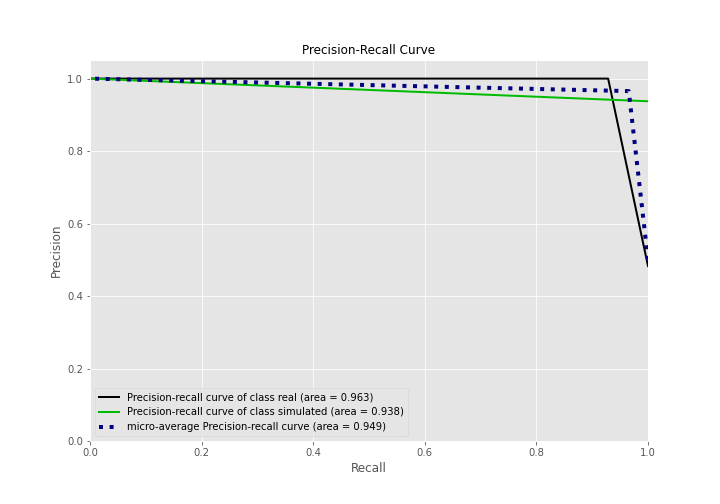 Precision-Recall Curve
1.0
0.8
0.6
0.4
0.2
0.0
Precision
Precision-recall curve of class real (area = 0.963)
Precision-recall curve of class simulated (area = 0.938)
micro-average Precision-recall curve (area = 0.949)
0.0 0.2 0.4 0.6 0.8 1.0
Recall